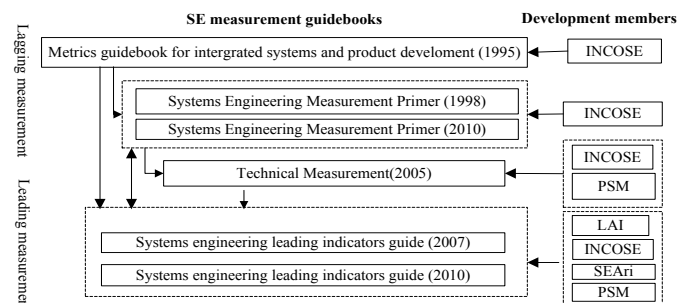 SE measurement guidebooks
Development members
Lagging measurement
Metrics guidebook for intergrated systems and product develoment (1995)
INCOSE
Systems Engineering Measurement Primer (1998)
Systems Engineering Measurement Primer (2010)
INCOSE
Technical Measurement(2005)
INCOSE
PSM
Leading measuremen
Systems engineering leading indicators guide (2007)
Systems engineering leading indicators guide (2010)
LAI
INCOSE
SEAri
PSM